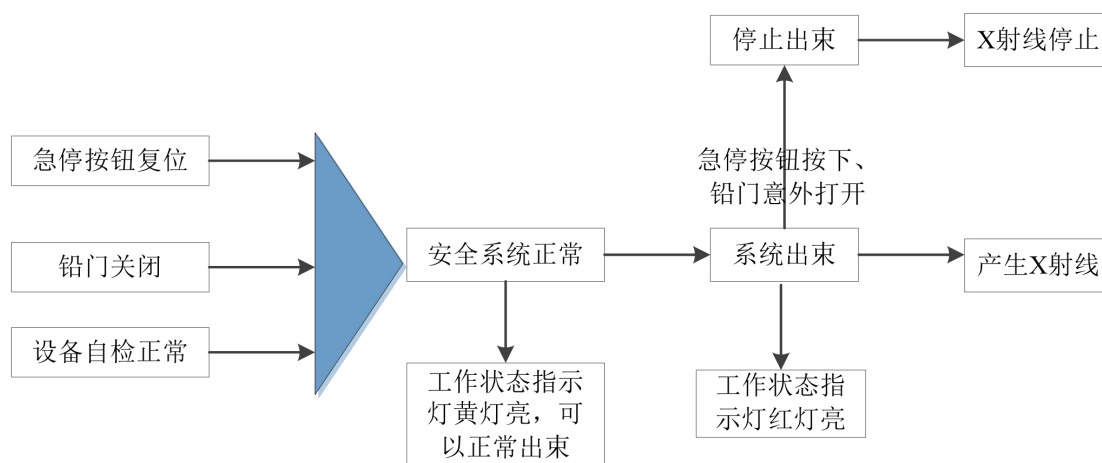 停止出束
X射线停止
急停按钮复位
急停按钮按下、
铅门意外打开
铅门关闭
安全系统正常
系统出束
产生X射线
设备自检正常
工作状态指示
灯黄灯亮，可
以正常出束
工作状态指
示灯红灯亮